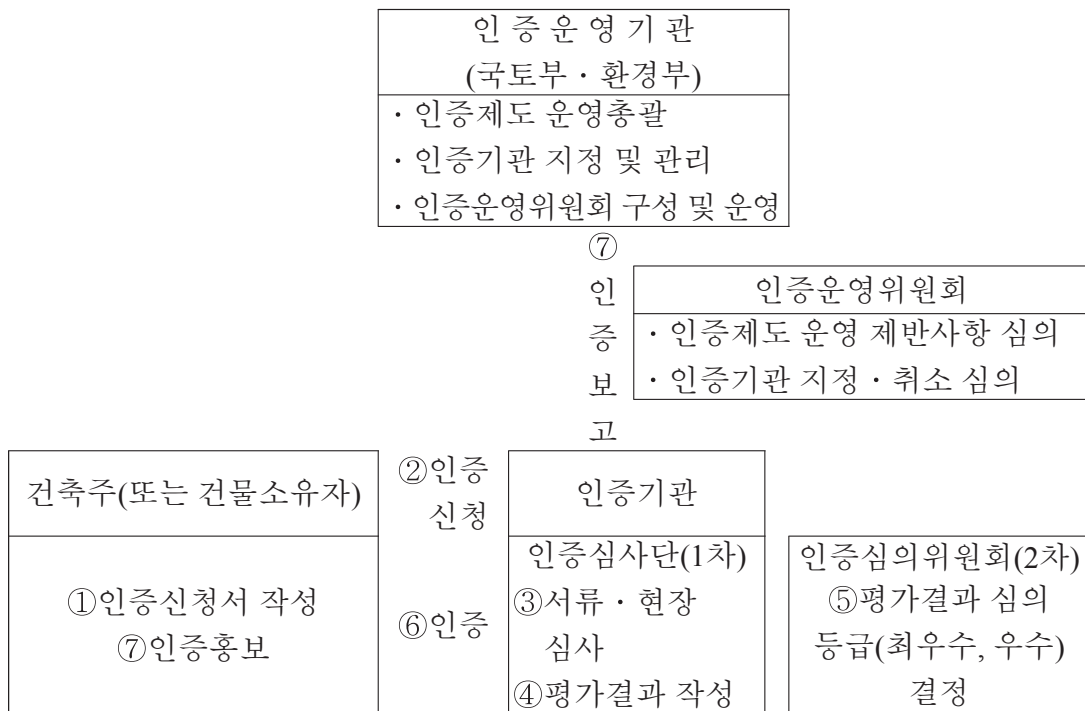 인 증 운 영 기 관
(국토부 · 환경부)
· 인증제도 운영총괄
· 인증기관 지정 및 관리
· 인증운영위원회 구성 및 운영
⑦
인
증
보
고
인증운영위원회
· 인증제도 운영 제반사항 심의
· 인증기관 지정 · 취소 심의
건축주(또는 건물소유자)
①인증신청서 작성
⑦인증홍보
②인증
신청
⑥인증
인증기관
인증심사단(1차)
③서류 · 현장
심사
④평가결과 작성
인증심의위원회(2차)
⑤평가결과 심의
등급(최우수, 우수)
결정